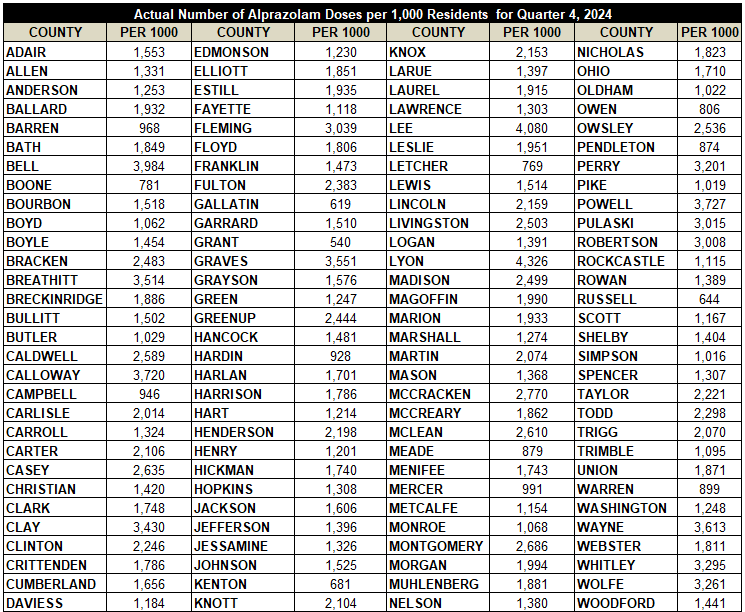 Actual Number of Alprazolam Doses per 1,000 Residents for Quarter 4, 2024
COUNTY PER 1000 COUNTY PER 1000 COUNTY PER 1000 COUNTY PER 1000
ADAIR 1,553 EDMONSON 1,230 KNOX 2,153 NICHOLAS 1,823
ALLEN 1,331 ELLIOTT 1,851 LARUE 1,397 OHIO 1,710
ANDERSON 1,253 ESTILL 1,935 LAUREL 1,915 OLDHAM 1,022
BALLARD 1,932 FAYETTE 1,118 LAWRENCE 1,303 OWEN 806
BARREN 968 FLEMING 3,039 LEE 4,080 OWSLEY 2,536
BATH 1,849 FLOYD 1,806 LESLIE 1,951 PENDLETON 874
BELL 3,984 FRANKLIN 1,473 LETCHER 769 PERRY 3,201
BOONE 781 FULTON 2,383 LEWIS 1,514 PIKE 1,019
BOURBON 1,518 GALLATIN 619 LINCOLN 2,159 POWELL 3,727
BOYD 1,062 GARRARD 1,510 LIVINGSTON 2,503 PULASKI 3,015
BOYLE 1,454 GRANT 540 LOGAN 1,391 ROBERTSON 3,008
BRACKEN 2,483 GRAVES 3,551 LYON 4,326 ROCKCASTLE 1,115
BREATHITT 3,514 GRAYSON 1,576 MADISON 2,499 ROWAN 1,389
BRECKINRIDGE 1,886 GREEN 1,247 MAGOFFIN 1,990 RUSSELL 644
BULLITT 1,502 GREENUP 2,444 MARION 1,933 SCOTT 1,167
BUTLER 1,029 HANCOCK 1,481 MARSHALL 1,274 SHELBY 1,404
CALDWELL 2,589 HARDIN 928 MARTIN 2,074 SIMPSON 1,016
CALLOWAY 3,720 HARLAN 1,701 MASON 1,368 SPENCER 1,307
CAMPBELL 946 HARRISON 1,786 MCCRACKEN 2,770 TAYLOR 2,221
CARLISLE 2,014 HART 1,214 MCCREARY 1,862 TODD 2,298
CARROLL 1,324 HENDERSON 2,198 MCLEAN 2,610 TRIGG 2,070
CARTER 2,106 HENRY 1,201 MEADE 879 TRIMBLE 1,095
CASEY 2,635 HICKMAN 1,740 MENIFEE 1,743 UNION 1,871
CHRISTIAN 1,420 HOPKINS 1,308 MERCER 991 WARREN 899
CLARK 1,748 JACKSON 1,606 METCALFE 1,154 WASHINGTON 1,248
CLAY 3,430 JEFFERSON 1,396 MONROE 1,068 WAYNE 3,613
CLINTON 2,246 JESSAMINE 1,326 MONTGOMERY 2,686 WEBSTER 1,811
CRITTENDEN 1,786 JOHNSON 1,525 MORGAN 1,994 WHITLEY 3,295
CUMBERLAND 1,656 KENTON 681 MUHLENBERG 1,881 WOLFE 3,261
DAVIESS 1,184 KNOTT 2,104 NELSON 1,380 WOODFORD 1,441